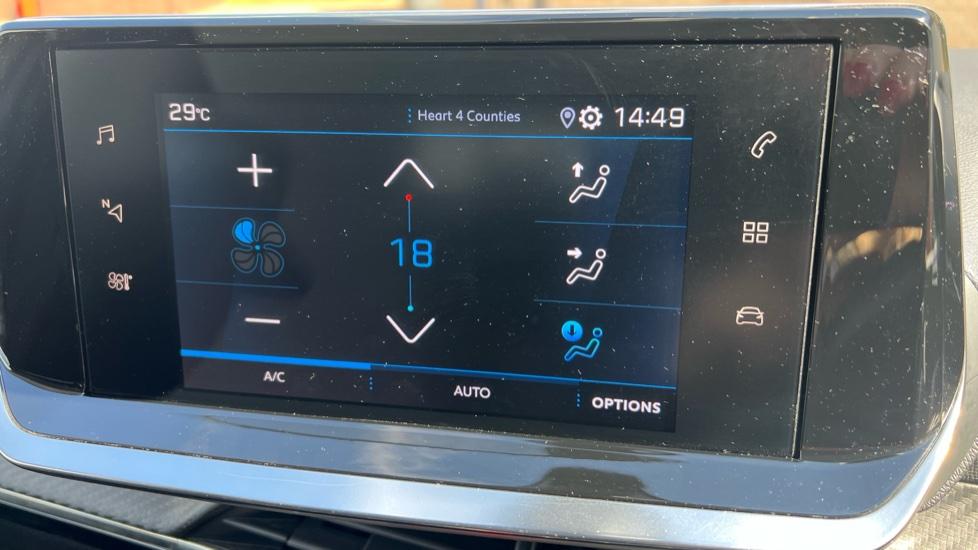 29°C Heart 4 Counties 14:49
N
18
A/C AUTO OPTIONS